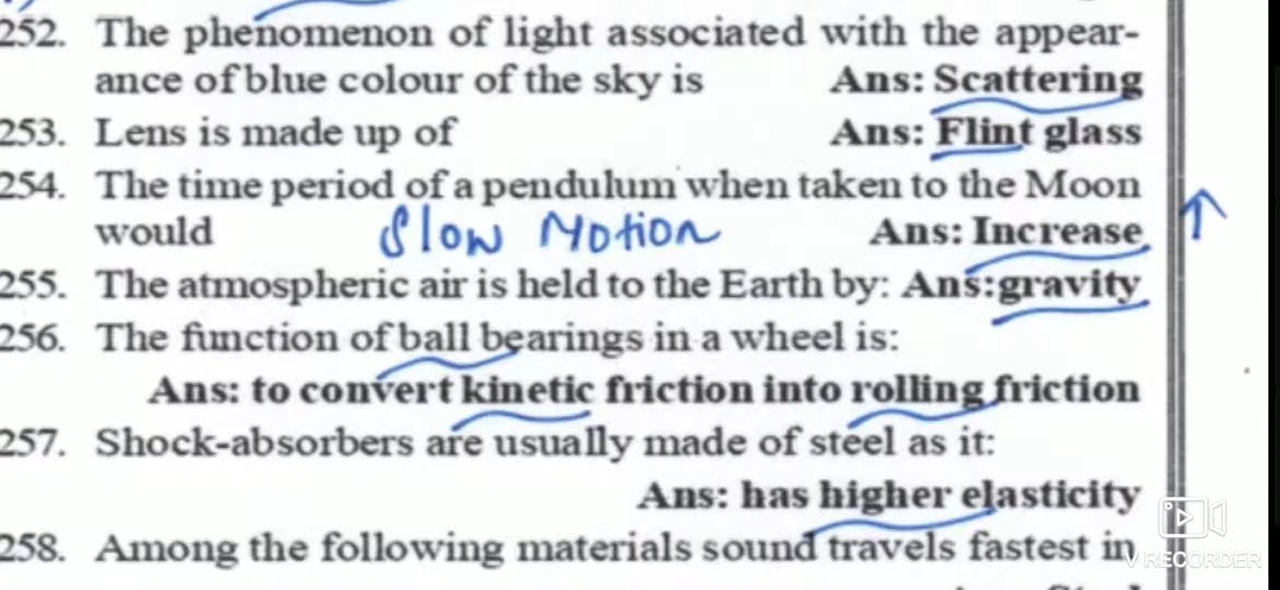 252. The phenomenon of light associated with the appear-
ance of blue colour of the sky is Ans: Scattering
253. Lens is made up of Ans: Flint glass
254. The time period of a pendulum when taken to the Moon
would Slow Motion Ans: Increase
255. The atmospheric air is held to the Earth by: Ans:gravity
256. The function of ball bearings in a wheel is:
Ans: to convert kinetic friction into rolling friction
257. Shock-absorbers are usually made of steel as it:
Ans: has higher elasticity
258. Among the following materials sound travels fastest in
V RECORDER